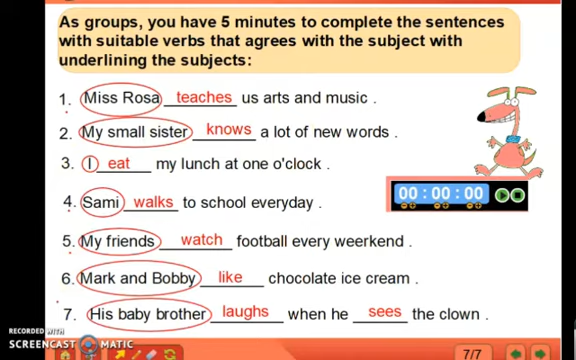 As groups, you have 5 minutes to complete the sentences
with suitable verbs that agrees with the subject with
underlining the subjects:
1. Miss Rosa teaches us arts and music .
2. My small sister knows a lot of new words .
3. I eat my lunch at one o'clock .
00:00:00
4. Sami walks to school everyday .
5. My friends watch football every weerkend .
6. Mark and Bobby like chocolate ice cream .
7. His baby brother laughs when he sees the clown .
RECORDED WITH
SCREENCAST MATIC
7/7